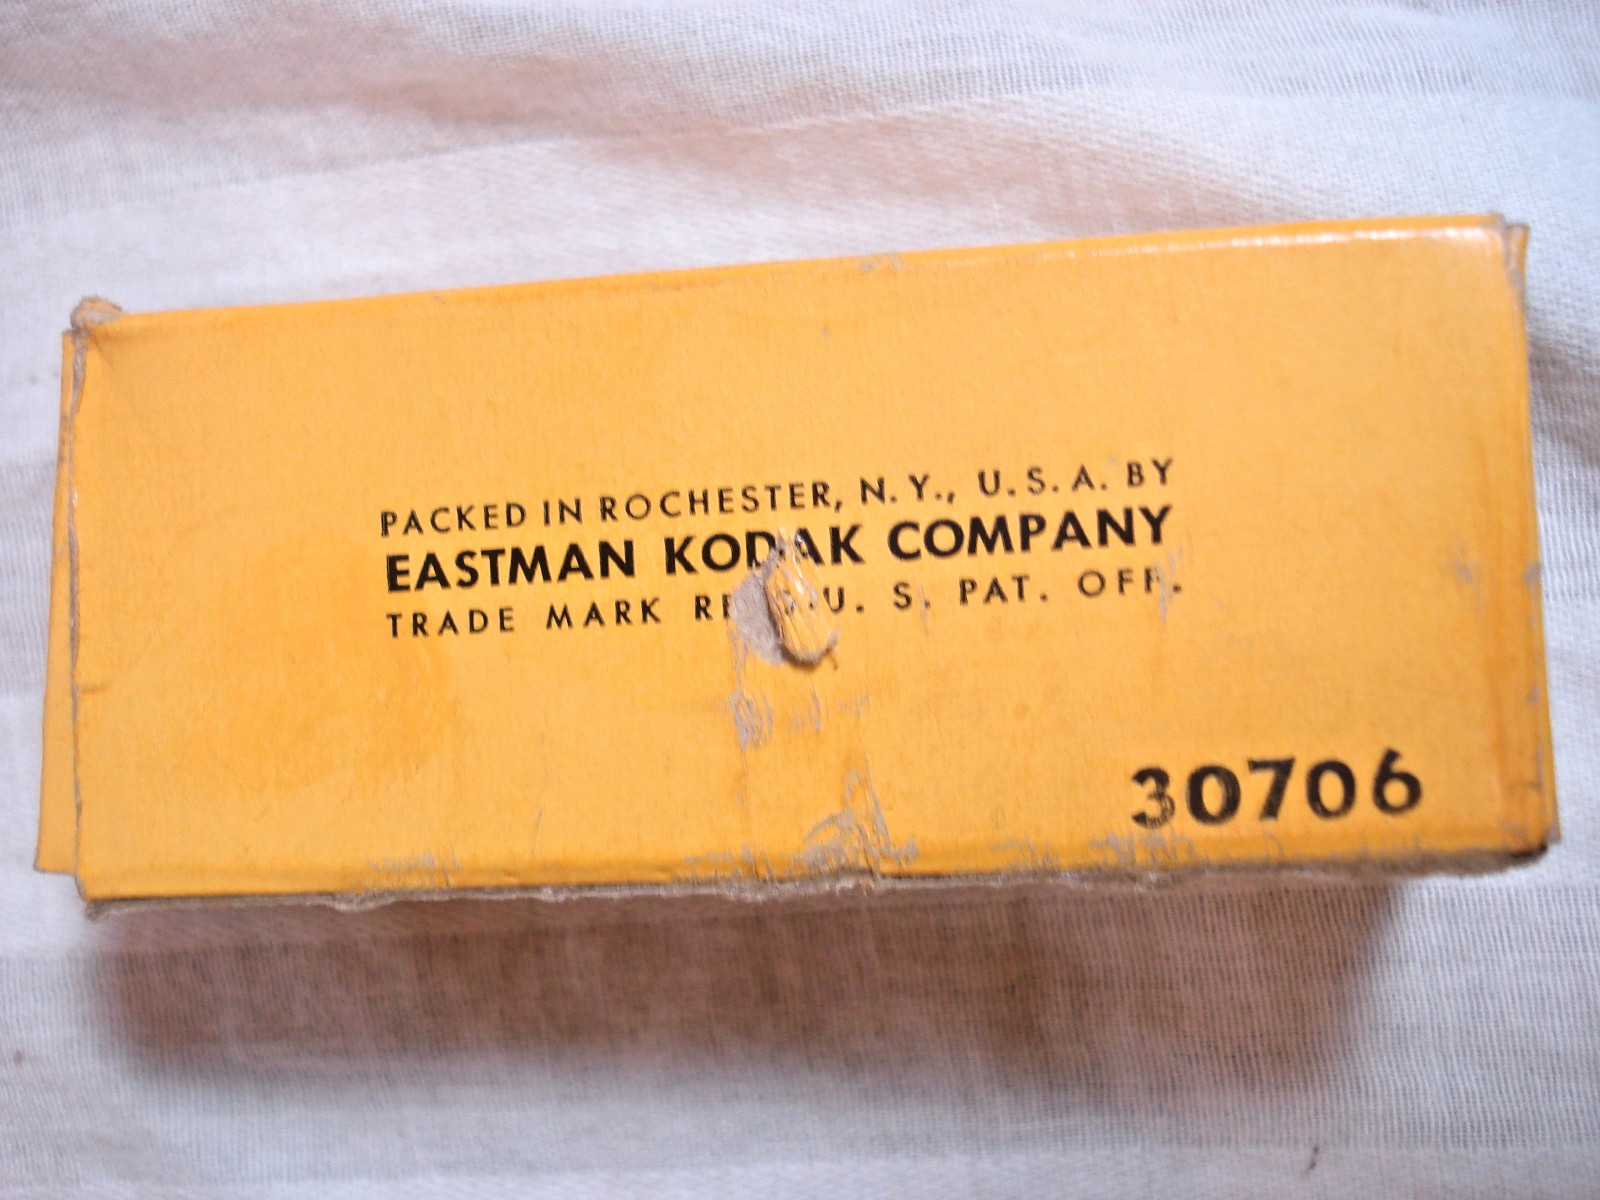 PACKED IN ROCHESTER, N.Y., U.S.A. BY
EASTMAN KODAK COMPANY
TRADE MARK U. S. PAT. OFF.
30706